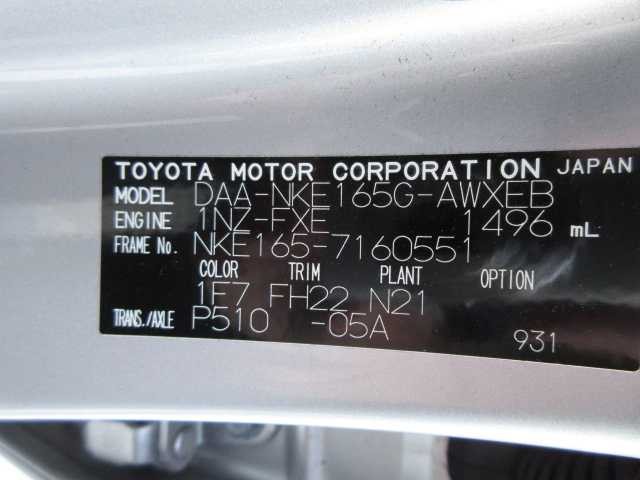 TOYOTA MOTOR CORPORATION JAPAN
MODEL DAA-NKE165G-AWXEB
ENGINE 1NZ-FXE 1496 mL
FRAME No. NKE165-7160551
COLOR TRIM PLANT OPTION
1F7 FH22 N21
TRANS./AXLE P510 -05A 931